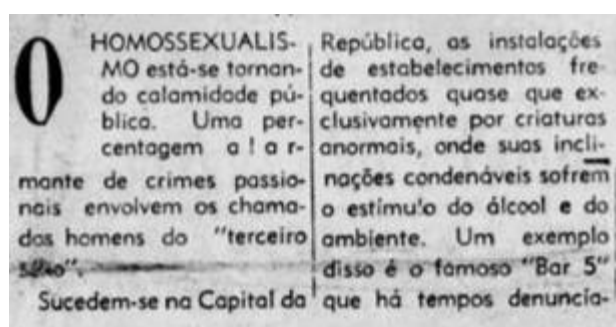 O HOMOSSEXUALIS-
MO está-se tornan-
do calamidade pú-
blica. Uma per-
centagem alar-
mante de crimes passio-
nais envolvem os chama-
dos homens do "terceiro
sexo".
Sucedem-se na Capital da
República, as instalações
de estabelecimentos fre-
quentados quase que ex-
clusivamente por criaturas
anormais, onde suas incli-
nações condenáveis sofrem
o estímulo do álcool e do
ambiente. Um exemplo
disso é o famoso "Bar 5"
que há tempos denuncia-